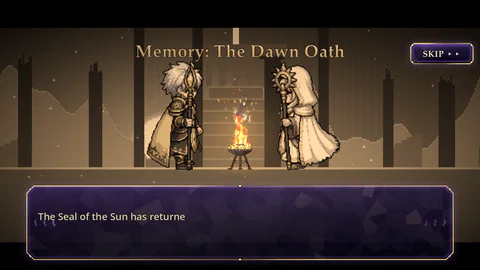 Memory: The Dawn Oath
SKIP
The Seal of the Sun has returne